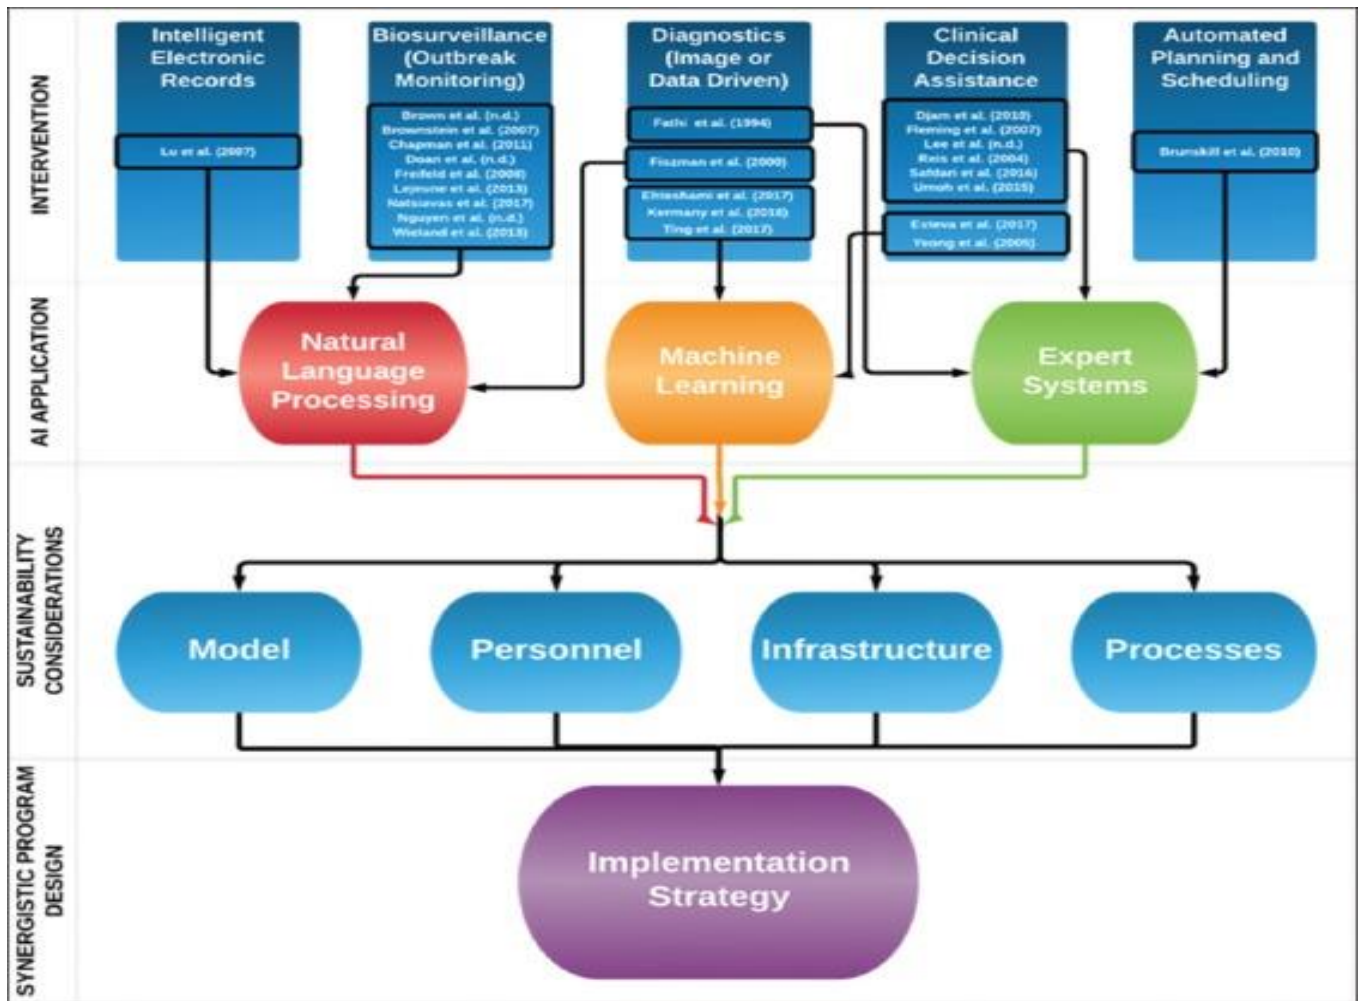 INTERVENTION
Intelligent
Electronic
Records
Lu et al. (2007)
Biosurveillance
(Outbreak
Monitoring)
Brown et al. (n.d.)
Brownstein et al. (2007)
Chapman et al. (2011)
Doan et al. (n.d.)
Freifeld et al. (2008)
Lejeune et al. (2013)
Natsiavas et al. (2017)
Nguyen et al. (n.d.)
Wieland et al. (2013)
Diagnostics
(Image or
Data Driven)
Fathi et al. (1994)
Fiszman et al. (2000)
Ehteshami et al. (2017)
Kermany et al. (2018)
Ting et al. (2017)
Clinical
Decision
Assistance
Djam et al. (2010)
Fleming et al. (2007)
Lee et al. (n.d.)
Reis et al. (2004)
Safdari et al. (2016)
Umoh et al. (2015)
Esteva et al. (2017)
Yeong et al. (2005)
Automated
Planning and
Scheduling
Brunskill et al. (2010)
AI APPLICATION
Natural
Language
Processing
Machine
Learning
Expert
Systems
SUSTAINABILITY
CONSIDERATIONS
Model
Personnel
Infrastructure
Processes
SYNERGISTIC PROGRAM
DESIGN
Implementation
Strategy